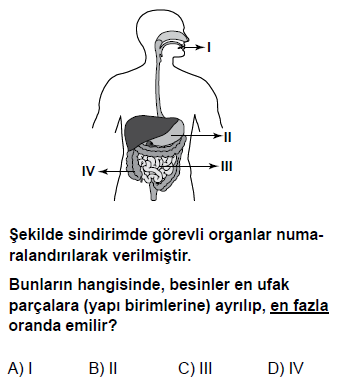 I
II
III
IV
Şekilde sindirimde görevli organlar numa-
ralandırılarak verilmiştir.
Bunların hangisinde, besinler en ufak
parçalara (yapı birimlerine) ayrılıp, en fazla
oranda emilir?
A) I B) II C) III D) IV